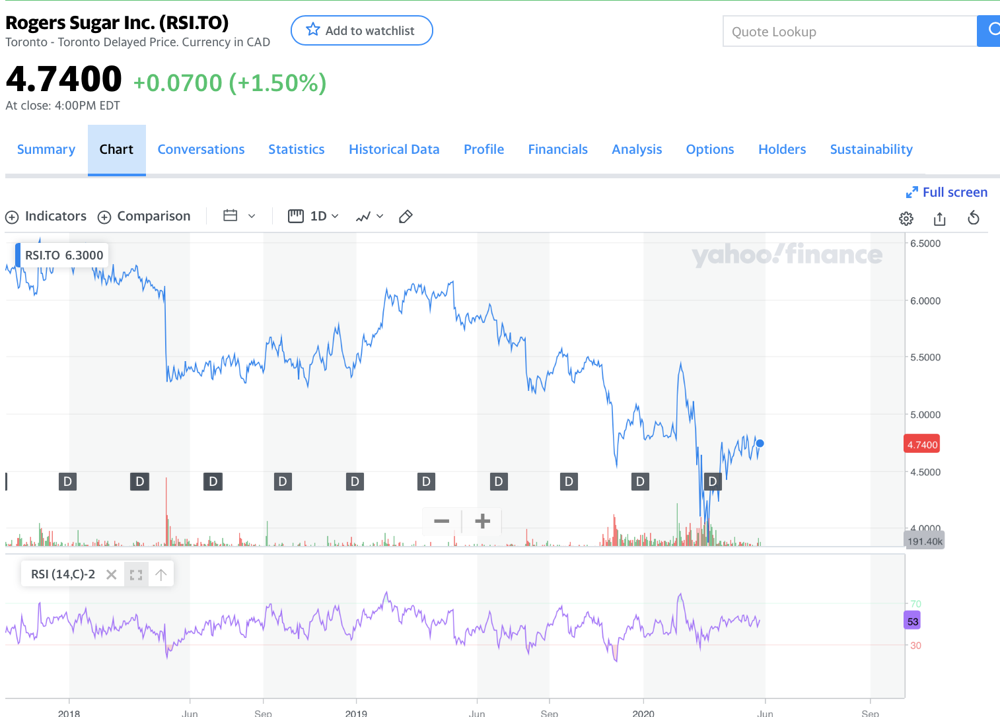 Rogers Sugar Inc. (RSI.TO)
Add to watchlist
Quote Lookup
Toronto - Toronto Delayed Price. Currency in CAD
4.7400 +0.0700 (+1.50%)
At close: 4:00PM EDT
Summary Chart Conversations Statistics Historical Data Profile Financials Analysis Options Holders Sustainability
Full screen
Indicators Comparison 1D
RSI.TO 6.3000
yahoo!finance
6.5000
6.0000
5.5000
5.0000
4.7400
4.5000
D D D D D D D D D D
4.0000
191.40k
RSI (14,C)-2
70
53
30
2018 Jun Sep 2019 Jun Sep 2020 Jun Sep